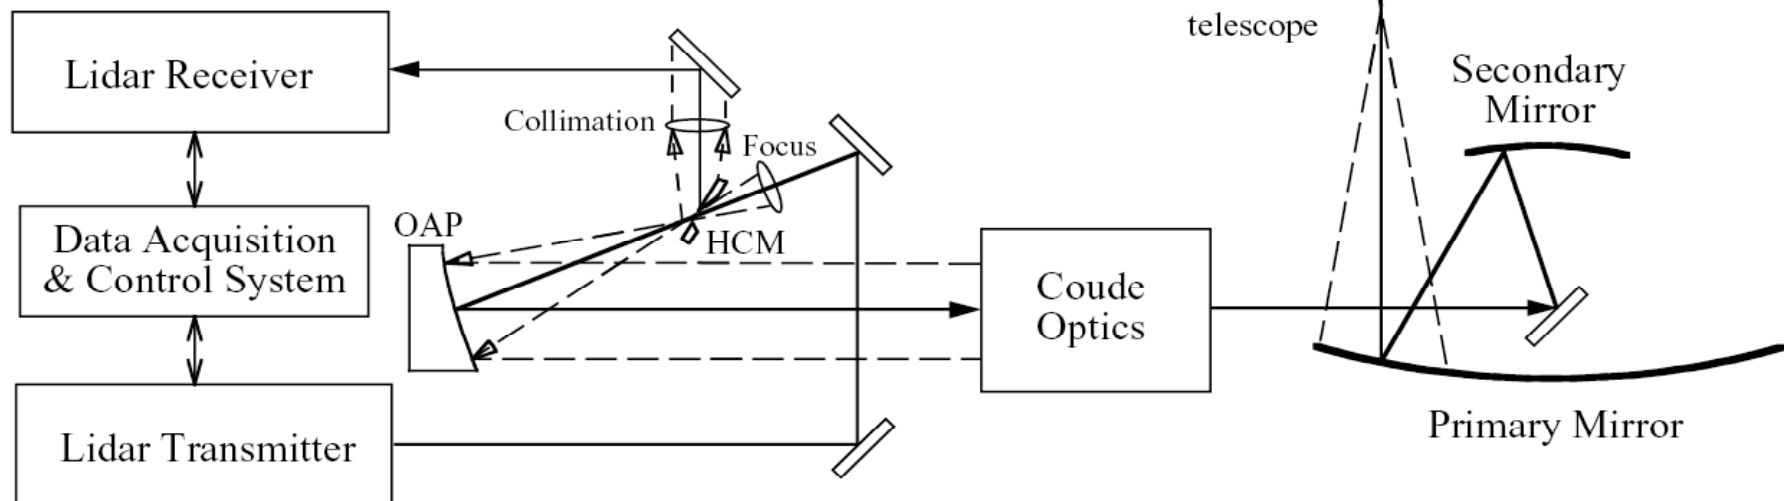 telescope
Lidar Receiver
Secondary
Mirror
Collimation
Focus
OAP
HCM
Data Acquisition
& Control System
Coude
Optics
Primary Mirror
Lidar Transmitter